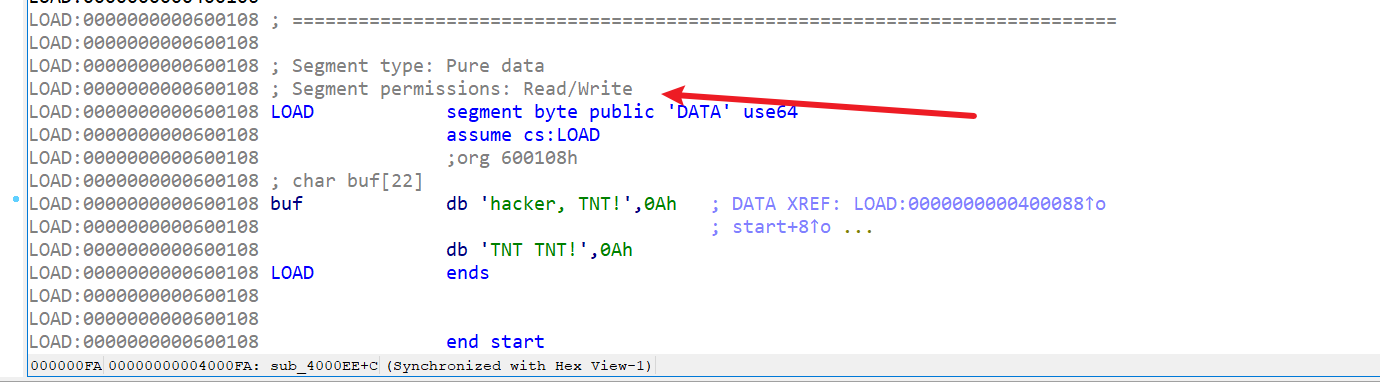 LOAD:0000000000600108 ; ===========================================================================
LOAD:0000000000600108
LOAD:0000000000600108 ; Segment type: Pure data
LOAD:0000000000600108 ; Segment permissions: Read/Write
LOAD:0000000000600108 LOAD segment byte public 'DATA' use64
LOAD:0000000000600108 assume cs:LOAD
LOAD:0000000000600108 ;org 600108h
LOAD:0000000000600108 ; char buf[22]
LOAD:0000000000600108 buf db 'hacker, TNT!',0Ah ; DATA XREF: LOAD:0000000000400088↑o
LOAD:0000000000600108 ; start+8↑o ...
LOAD:0000000000600108 db 'TNT TNT!',0Ah
LOAD:0000000000600108 LOAD ends
LOAD:0000000000600108
LOAD:0000000000600108
LOAD:0000000000600108 end start
000000FA 00000000004000FA: sub_4000EE+C (Synchronized with Hex View-1)